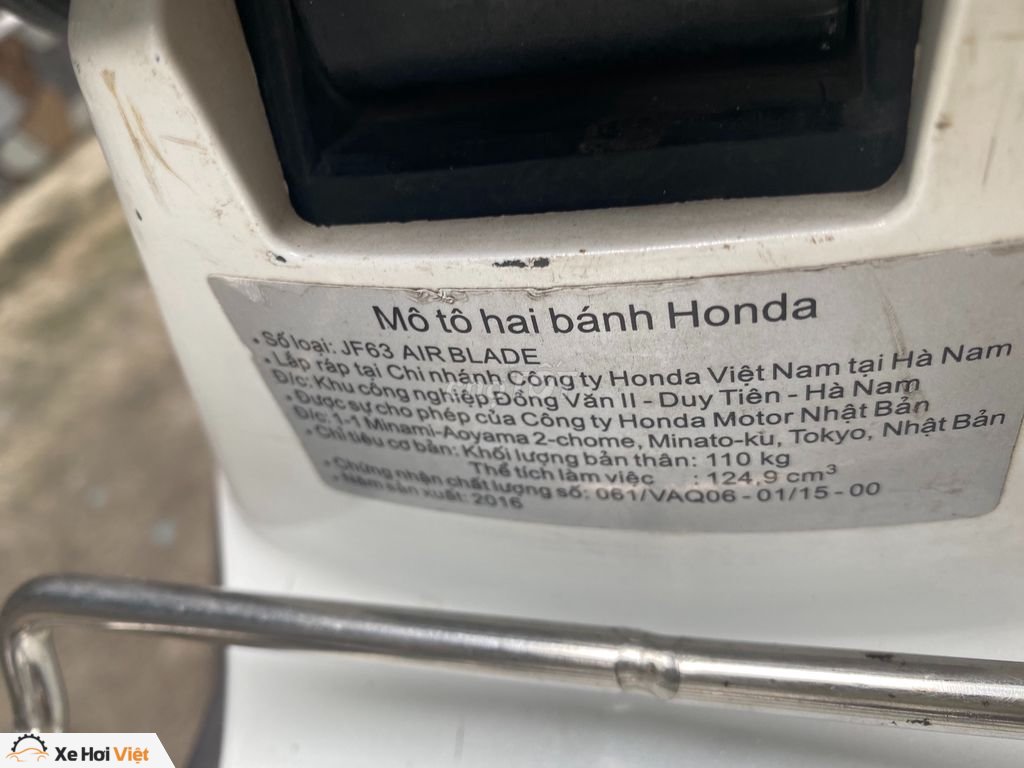 Mô tô hai bánh Honda
• Số loại: JF63 AIR BLADE
• Lắp ráp tại Chi nhánh Công ty Honda Việt Nam tại Hà Nam
Đ/c: Khu công nghiệp Đồng Văn II - Duy Tiên - Hà Nam
• Được sự cho phép của Công ty Honda Motor Nhật Bản
Đ/c: 1-1 Minami-Aoyama 2-chome, Minato-ku, Tokyo, Nhật Bản
• Chỉ tiêu cơ bản: Khối lượng bản thân: 110 kg
Thể tích làm việc : 124,9 cm³
• Chứng nhận chất lượng số: 061/VAQ06 - 01/15 - 00
• Năm sản xuất: 2016
Xe Hơi Việt